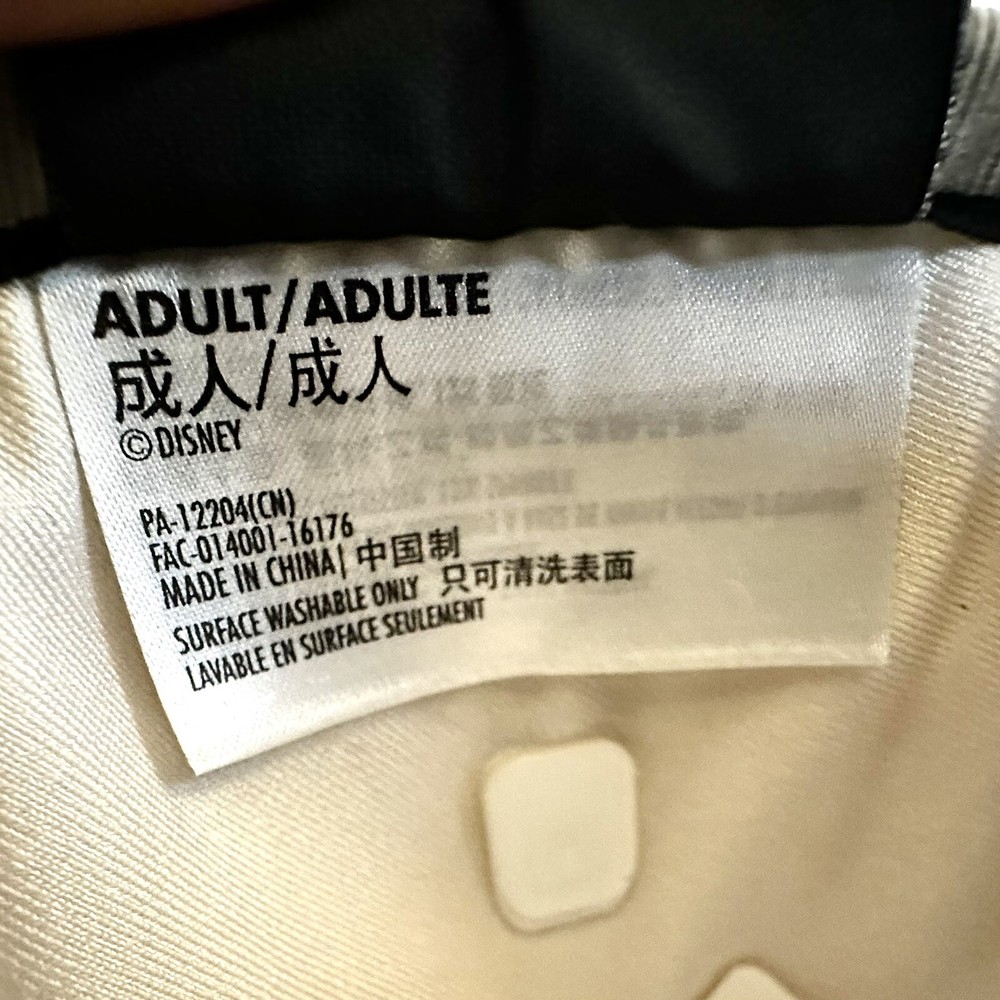 ADULT/ADULTE
成人/成人
©DISNEY
PA-12204(CN)
FAC-014001-16176
MADE IN CHINA| 中国制
SURFACE WASHABLE ONLY 只可清洗表面
LAVABLE EN SURFACE SEULEMENT